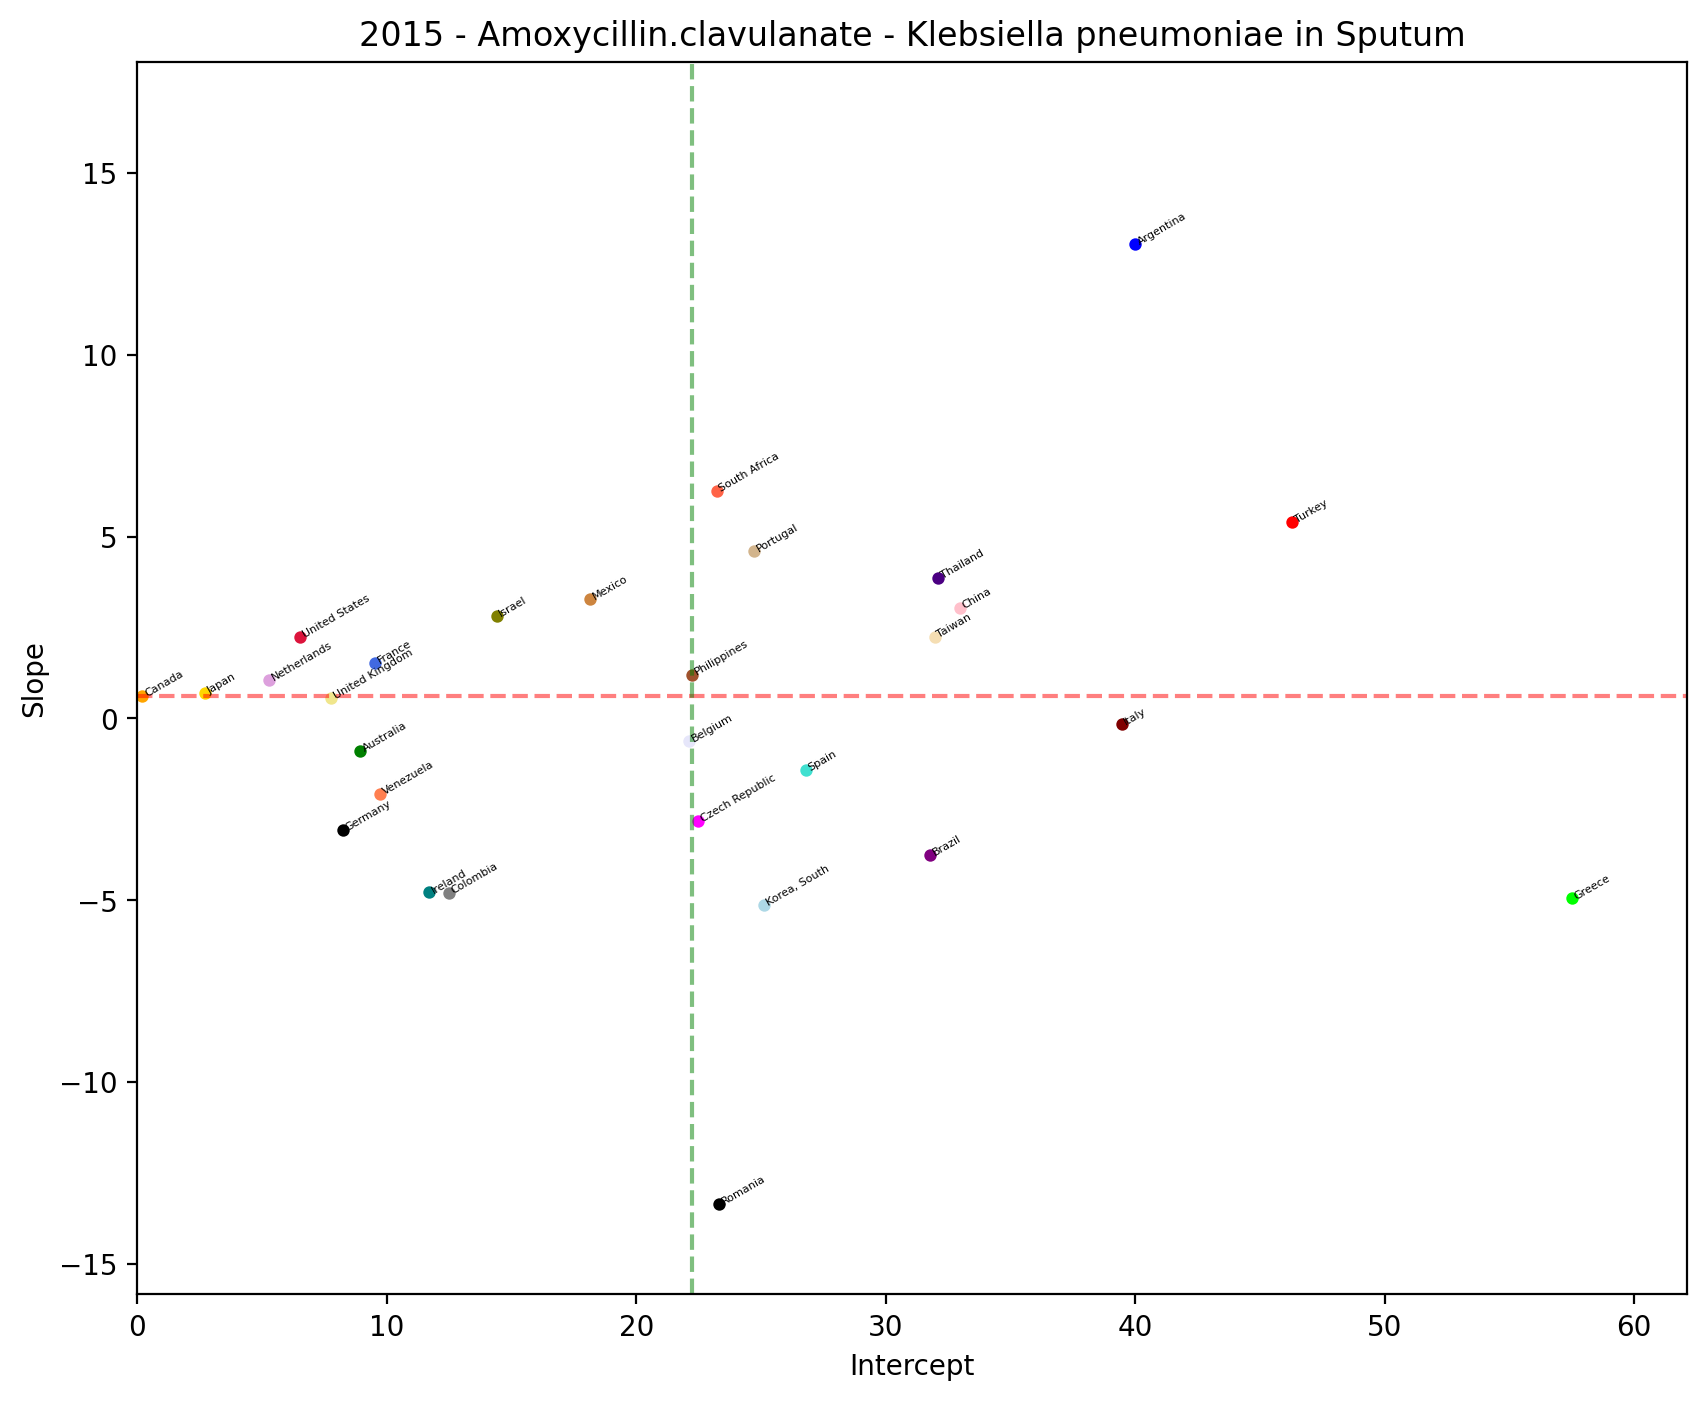 2015 - Amoxycillin.clavulanate - Klebsiella pneumoniae in Sputum
Slope
15
10
5
0
−5
−10
−15
Argentina
South Africa
Turkey
Portugal
Thailand
Mexico
China
Israel
United States
Taiwan
France
Netherlands
United Kingdom
Philippines
Canada
Japan
Italy
Belgium
Australia
Spain
Venezuela
Czech Republic
Germany
Brazil
Ireland
Colombia
Korea, South
Greece
Romania
0 10 20 30 40 50 60
Intercept